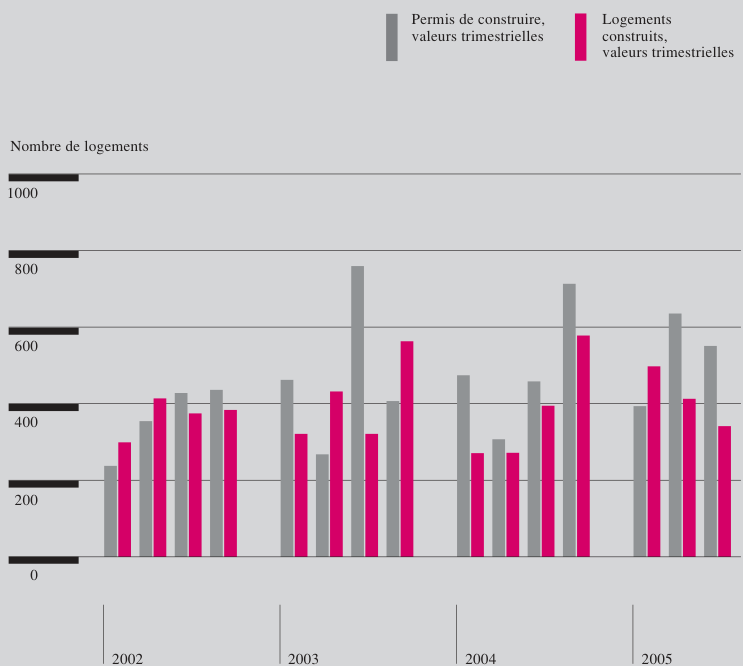 Permis de construire,
valeurs trimestrielles
Logements
construits,
valeurs trimestrielles
Nombre de logements
1000
800
600
400
200
0
2002
2003
2004
2005